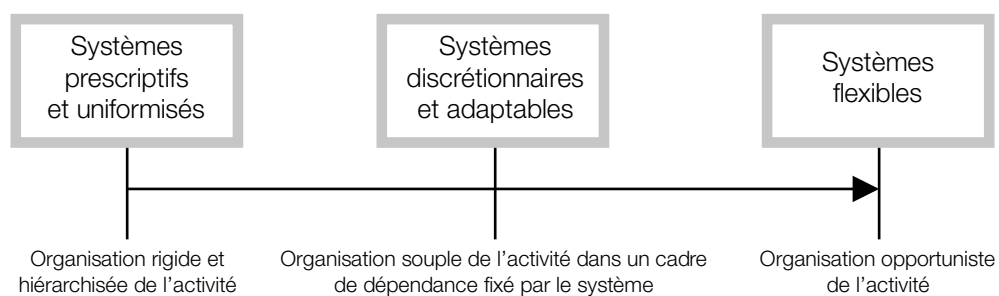 Systèmes
prescriptifs
et uniformisés
Systèmes
discrétionnaires
et adaptables
Systèmes
flexibles
Organisation rigide et
hiérarchisée de l’activité
Organisation souple de l’activité dans un cadre
de dépendance fixé par le système
Organisation opportuniste
de l’activité